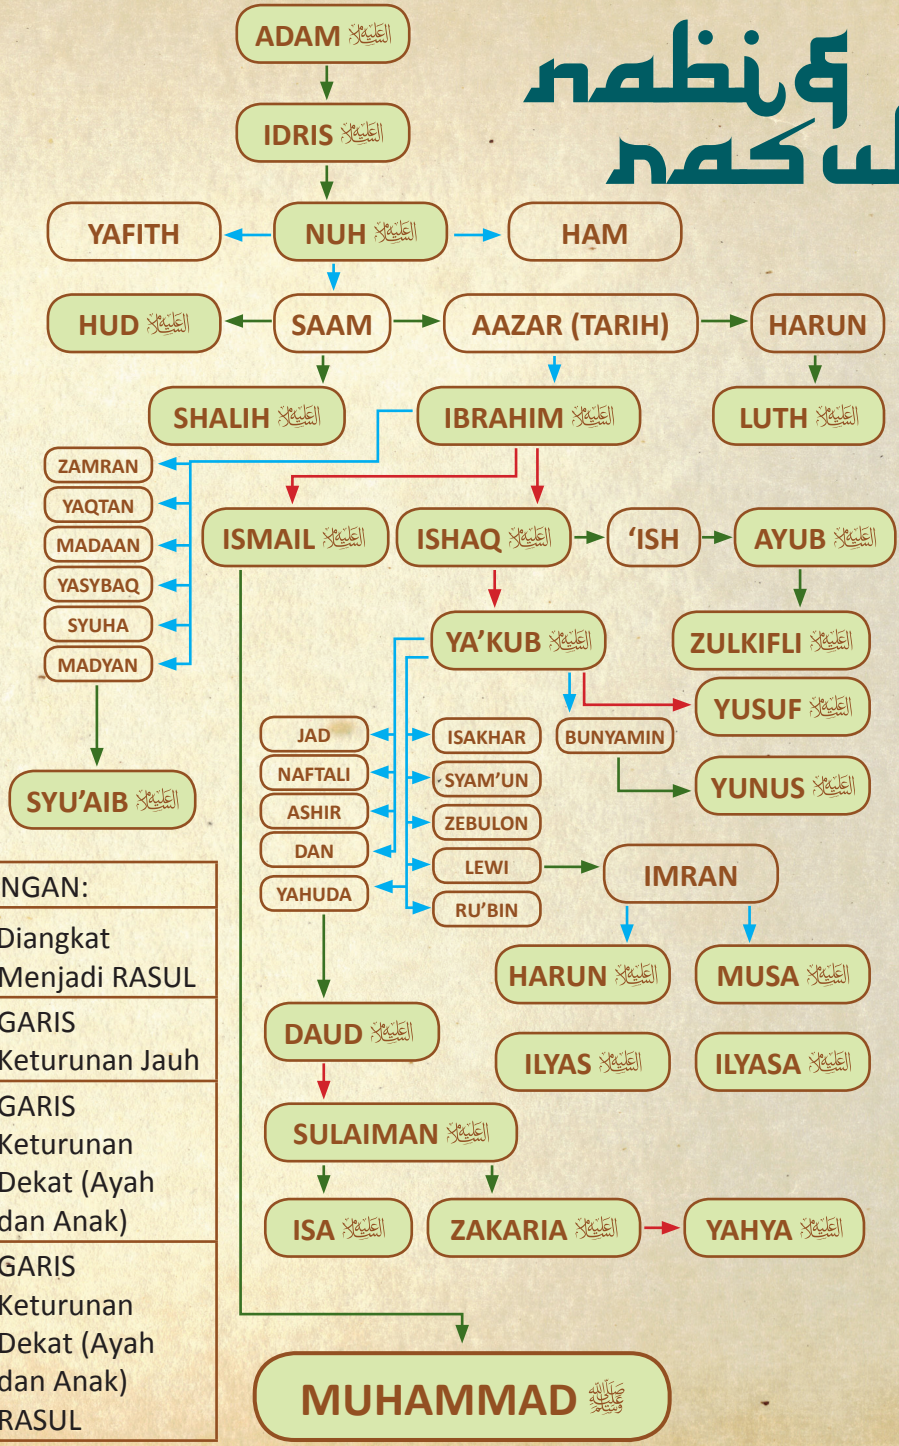 nabi &
rasul
ADAM عليه السلام
IDRIS عليه السلام
YAFITH
NUH عليه السلام
HAM
HUD عليه السلام
SAAM
AAZAR (TARIH)
HARUN
SHALIH عليه السلام
IBRAHIM عليه السلام
LUTH عليه السلام
ZAMRAN
YAQTAN
MADAAN
YASYBAQ
SYUHA
MADYAN
ISMAIL عليه السلام
ISHAQ عليه السلام
‘ISH
AYUB عليه السلام
YA’KUB عليه السلام
ZULKIFLI عليه السلام
YUSUF عليه السلام
JAD
NAFTALI
ASHIR
DAN
YAHUDA
ISAKHAR
SYAM’UN
ZEBULON
LEWI
RU’BIN
BUNYAMIN
YUNUS عليه السلام
SYU’AIB عليه السلام
IMRAN
HARUN عليه السلام
MUSA عليه السلام
DAUD عليه السلام
ILYAS عليه السلام
ILYASA عليه السلام
SULAIMAN عليه السلام
ISA عليه السلام
ZAKARIA عليه السلام
YAHYA عليه السلام
MUHAMMAD ﷺ
NGAN:
Diangkat
Menjadi RASUL
GARIS
Keturunan Jauh
GARIS
Keturunan
Dekat (Ayah
dan Anak)
GARIS
Keturunan
Dekat (Ayah
dan Anak)
RASUL